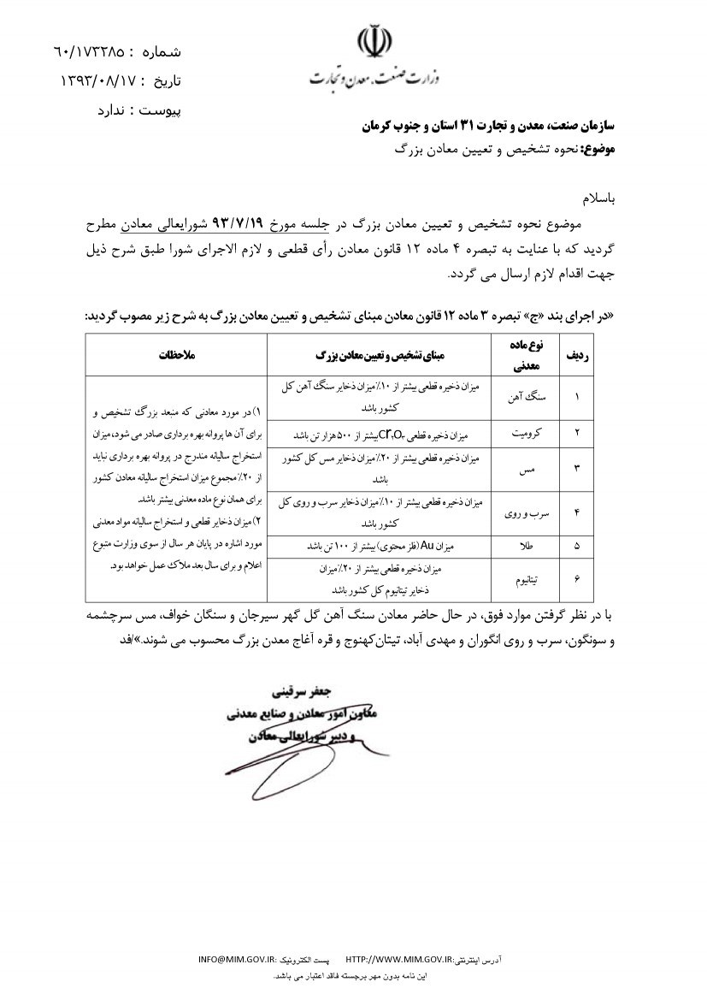 شماره : ۶۰/۱۷۳۲۸۵
تاریخ : ۱۳۹۳/۰۸/۱۷
پیوست : ندارد
وزارت صنعت، معدن و تجارت
سازمان صنعت، معدن و تجارت ۳۱ استان و جنوب کرمان
موضوع: نحوه تشخیص و تعیین معادن بزرگ
باسلام
موضوع نحوه تشخیص و تعیین معادن بزرگ در جلسه مورخ ۹۳/۷/۱۹ شورایعالی معادن مطرح
گردید که با عنایت به تبصره ۴ ماده ۱۲ قانون معادن رأی قطعی و لازم الاجرای شورا طبق شرح ذیل
جهت اقدام لازم ارسال می گردد.
«در اجرای بند «ج» تبصره ۳ ماده ۱۲ قانون معادن مبنای تشخیص و تعیین معادن بزرگ به شرح زیر مصوب گردید:
ردیف
نوع ماده
معدنی
مبنای تشخیص و تعیین معادن بزرگ
ملاحظات
۱
سنگ آهن
میزان ذخیره قطعی بیشتر از ۱۰٪ میزان ذخایر سنگ آهن کل
کشور باشد
۲
کرومیت
میزان ذخیره قطعی Cr۲O۳ بیشتر از ۵۰۰ هزار تن باشد
۳
مس
میزان ذخیره قطعی بیشتر از ۲۰٪ میزان ذخایر مس کل کشور
باشد
۴
سرب و روی
میزان ذخیره قطعی بیشتر از ۱۰٪ میزان ذخایر سرب و روی کل
کشور باشد
۵
طلا
میزان Au (فلز محتوی) بیشتر از ۱۰۰ تن باشد
۶
تیتانیوم
میزان ذخیره قطعی بیشتر از ۲۰٪ میزان
ذخایر تیتانیوم کل کشور باشد
۱) در مورد معادنی که منبعد بزرگ تشخیص و
برای آن ها پروانه بهره برداری صادر می شود، میزان
استخراج سالیانه مندرج در پروانه بهره برداری نباید
از ۲۰٪ مجموع میزان استخراج سالیانه معادن کشور
برای همان نوع ماده معدنی بیشتر باشد.
۲) میزان ذخایر قطعی و استخراج سالیانه مواد معدنی
مورد اشاره در پایان هر سال از سوی وزارت متبوع
اعلام و برای سال بعد ملاک عمل خواهد بود.
با در نظر گرفتن موارد فوق، در حال حاضر معادن سنگ آهن گل گهر سیرجان و سنگان خواف، مس سرچشمه
و سونگون، سرب و روی انگوران و مهدی آباد، تیتان کهنوج و قره آغاج معدن بزرگ محسوب می شوند.»/فد
جعفر سرقینی
معاون امور معادن و صنایع معدنی
و دبیر شورایعالی معادن
آدرس اینترنتی: HTTP://WWW.MIM.GOV.IR پست الکترونیک: INFO@MIM.GOV.IR
این نامه بدون مهر برجسته فاقد اعتبار می باشد.